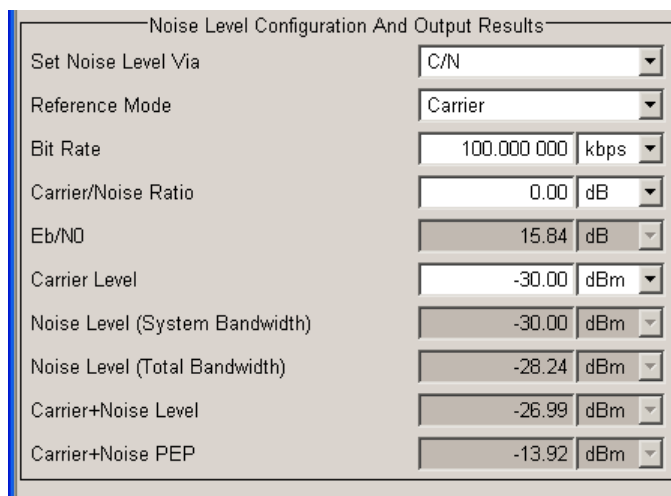 Noise Level Configuration And Output Results
Set Noise Level Via C/N
Reference Mode Carrier
Bit Rate 100.000 000 kbps
Carrier/Noise Ratio 0.00 dB
Eb/N0 15.84 dB
Carrier Level -30.00 dBm
Noise Level (System Bandwidth) -30.00 dBm
Noise Level (Total Bandwidth) -28.24 dBm
Carrier+Noise Level -26.99 dBm
Carrier+Noise PEP -13.92 dBm